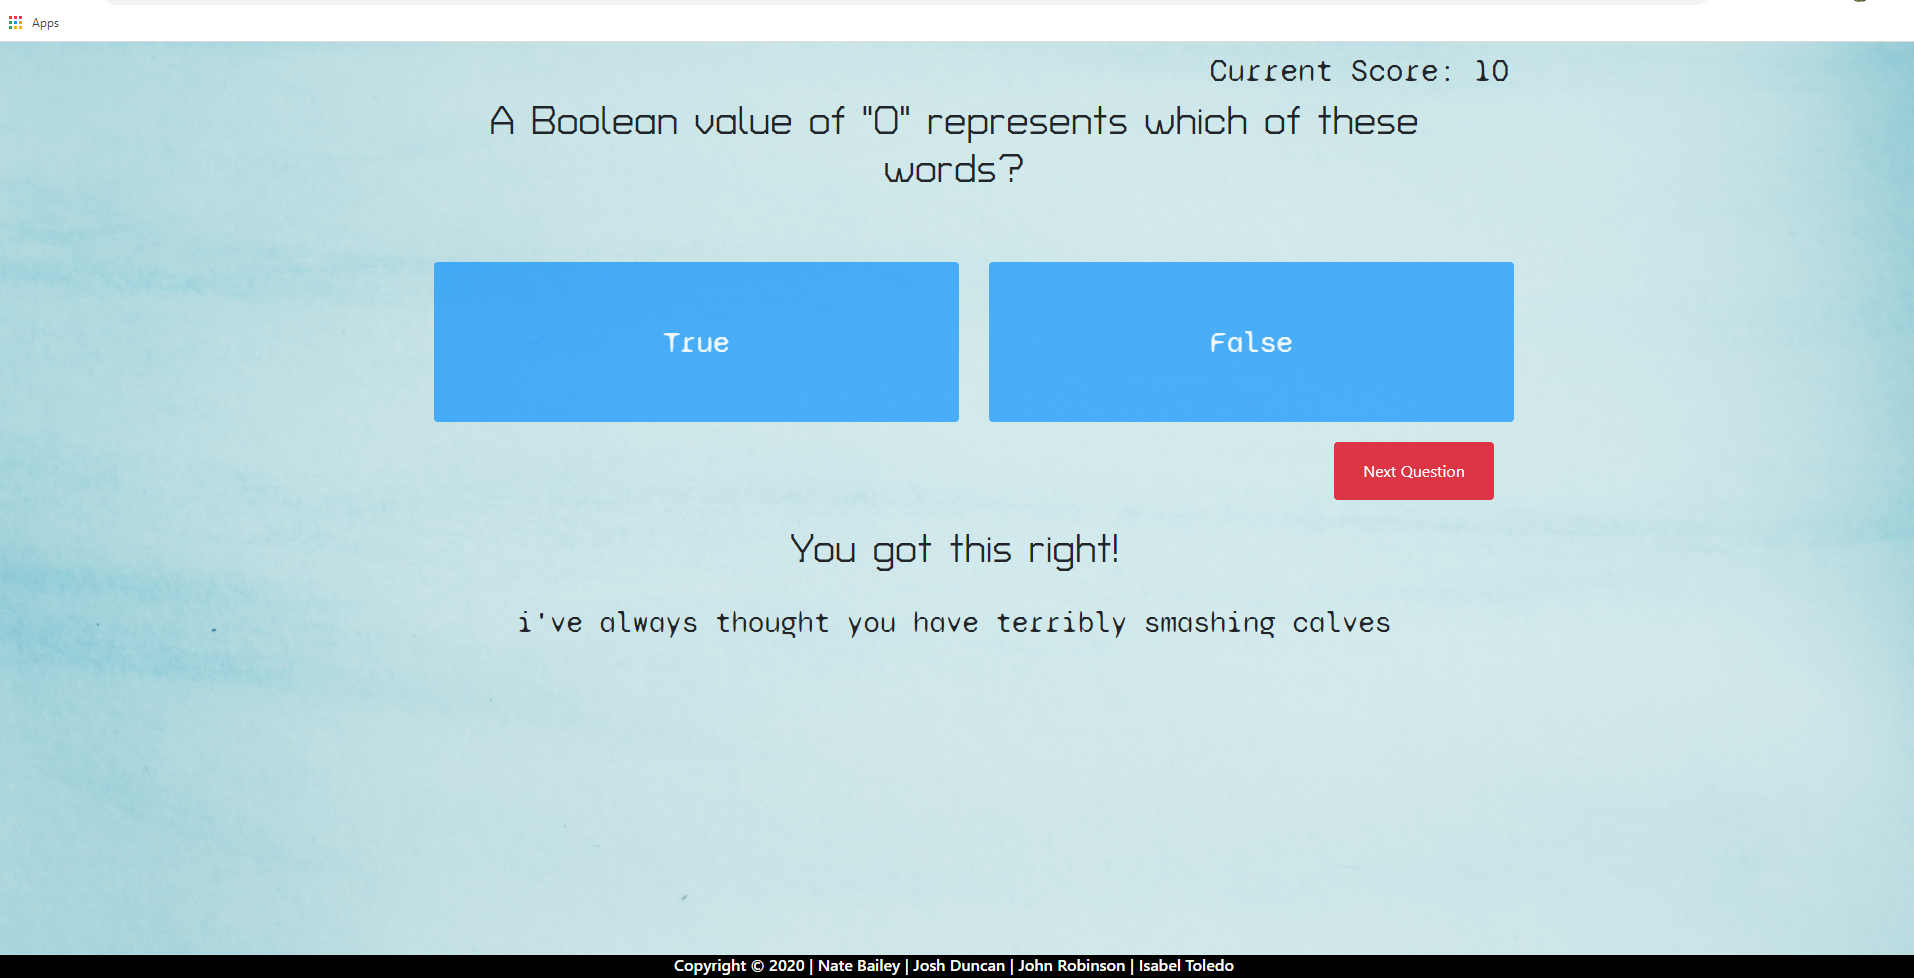 Apps
Current Score: 10
A Boolean value of "0" represents which of these
words?
True
False
Next Question
You got this right!
i've always thought you have terribly smashing calves
Copyright © 2020 | Nate Bailey | Josh Duncan | John Robinson | Isabel Toledo